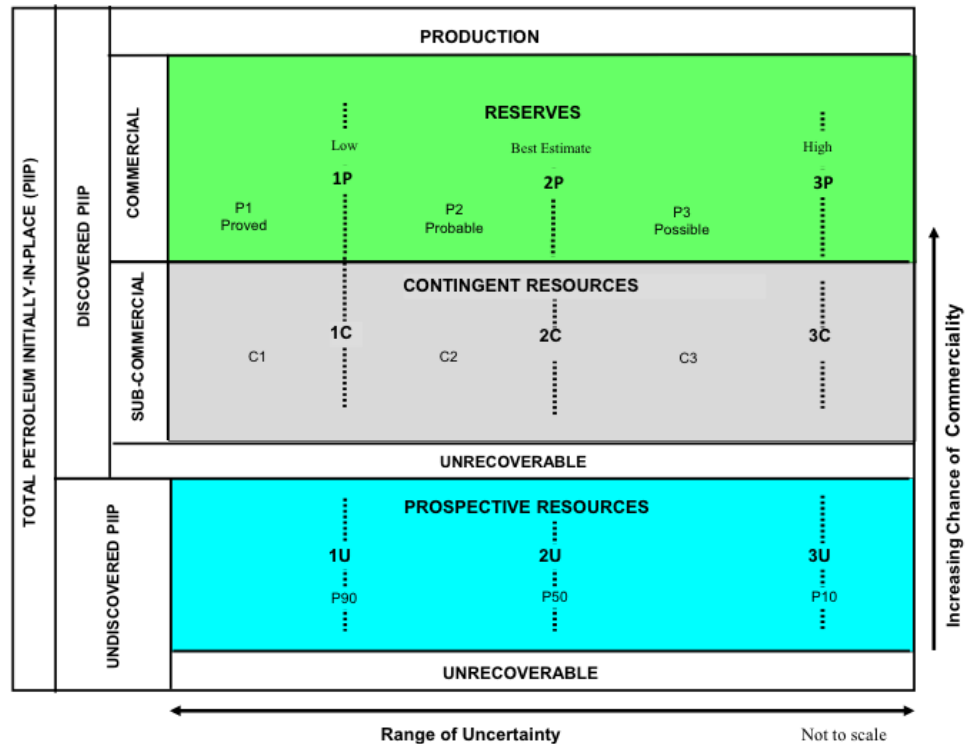 TOTAL PETROLEUM INITIALLY-IN-PLACE (PIIP)
DISCOVERED PIIP
UNDISCOVERED PIIP
COMMERCIAL
SUB-COMMERCIAL
PRODUCTION
RESERVES
Low
Best Estimate
High
1P
2P
3P
P1
Proved
P2
Probable
P3
Possible
CONTINGENT RESOURCES
1C
2C
3C
C1
C2
C3
UNRECOVERABLE
PROSPECTIVE RESOURCES
1U
2U
3U
P90
P50
P10
UNRECOVERABLE
Increasing Chance of Commerciality
Range of Uncertainty
Not to scale